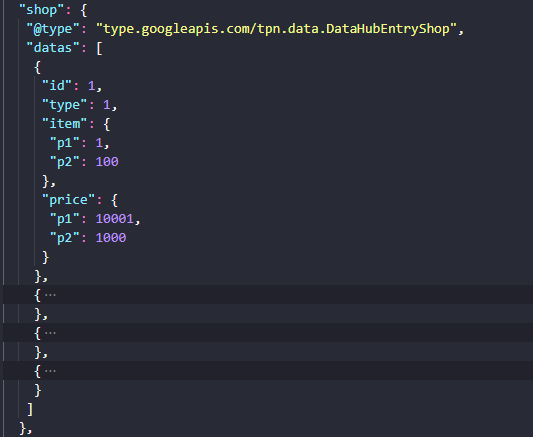 "shop": {
"@type": "type.googleapis.com/tpn.data.DataHubEntryShop",
"datas": [
{
"id": 1,
"type": 1,
"item": {
"p1": 1,
"p2": 100
},
"price": {
"p1": 10001,
"p2": 1000
}
},
{ ···
},
{ ···
},
{ ···
}
]
},